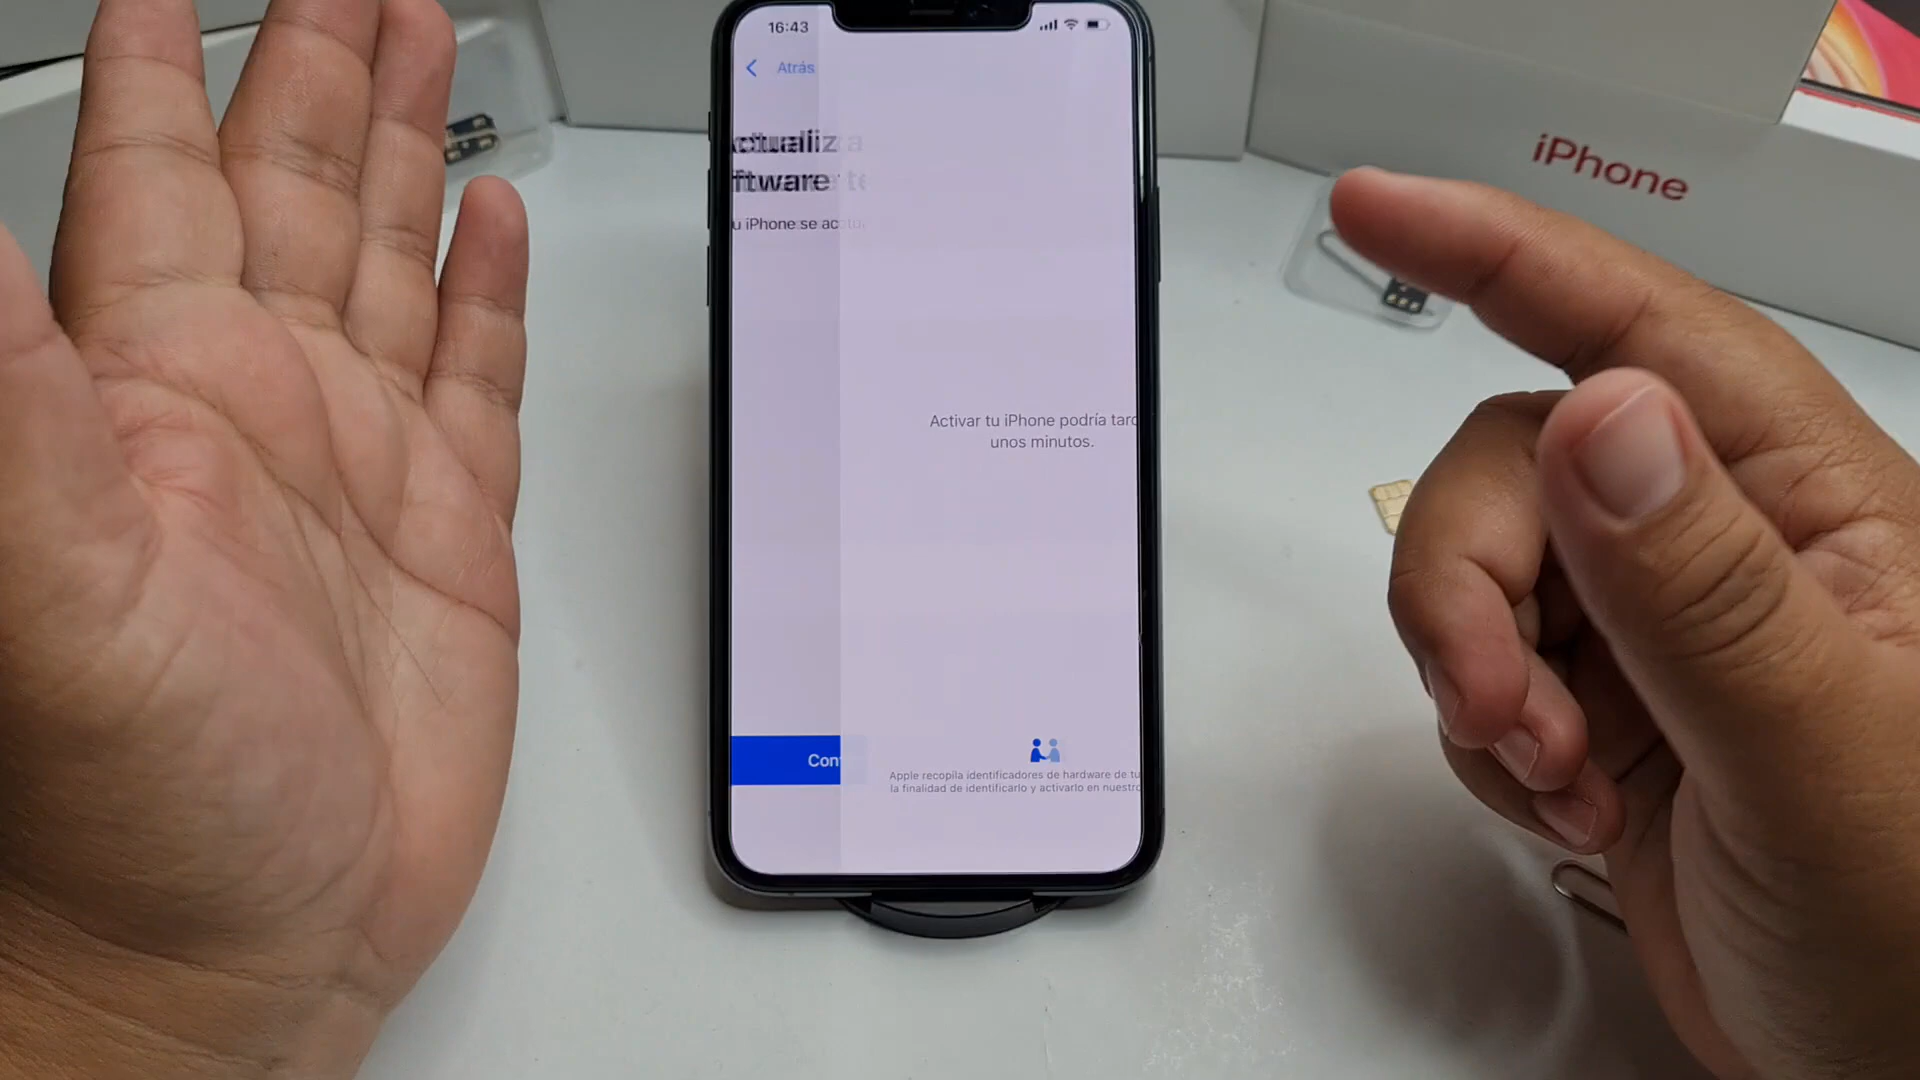 16:43
Atrás
ctualiz
ftware
u iPhone se ac
Activar tu iPhone podría tard
unos minutos.
Con
Apple recopila identificadores de hardware de tu
la finalidad de identificarlo y activarlo en nuestro
iPhone